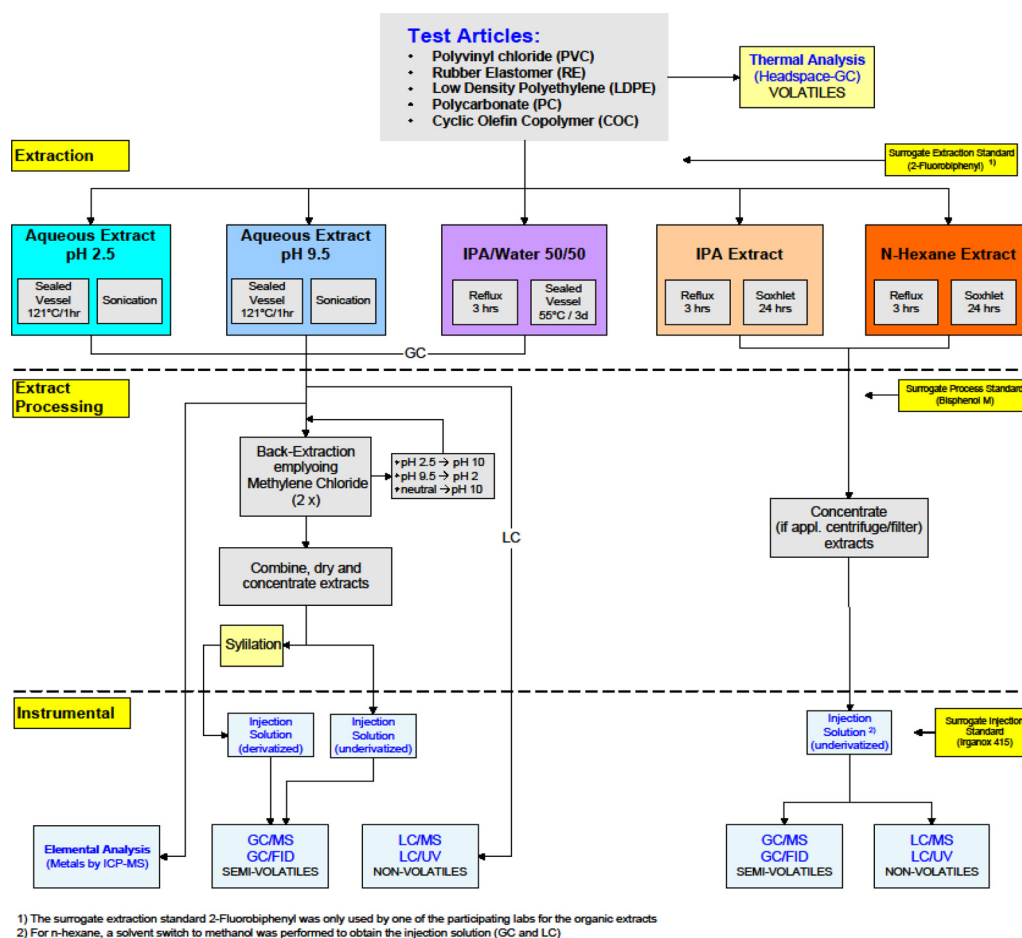 Test Articles:
• Polyvinyl chloride (PVC)
• Rubber Elastomer (RE)
• Low Density Polyethylene (LDPE)
• Polycarbonate (PC)
• Cyclic Olefin Copolymer (COC)
Thermal Analysis
(Headspace-GC)
VOLATILES
Extraction
Surrogate Extraction Standard
(2-Fluorobiphenyl) 1)
Aqueous Extract
pH 2.5
Sealed
Vessel
121°C/1hr
Sonication
Aqueous Extract
pH 9.5
Sealed
Vessel
121°C/1hr
Sonication
IPA/Water 50/50
Reflux
3 hrs
Sealed
Vessel
55°C / 3d
IPA Extract
Reflux
3 hrs
Soxhlet
24 hrs
N-Hexane Extract
Reflux
3 hrs
Soxhlet
24 hrs
GC
Extract
Processing
Surrogate Process Standard
(Bisphenol M)
Back-Extraction
emplyoing
Methylene Chloride
(2 x)
+pH 2.5 → pH 10
+pH 9.5 → pH 2
+neutral → pH 10
LC
Concentrate
(if appl. centrifuge/filter)
extracts
Combine, dry and
concentrate extracts
Sylilation
Instrumental
Injection
Solution
(derivatized)
Injection
Solution
(underivatized)
Injection
Solution 2)
(underivatized)
Surrogate Injection
Standard
(Irganox 415)
Elemental Analysis
(Metals by ICP-MS)
GC/MS
GC/FID
SEMI-VOLATILES
LC/MS
LC/UV
NON-VOLATILES
GC/MS
GC/FID
SEMI-VOLATILES
LC/MS
LC/UV
NON-VOLATILES
1) The surrogate extraction standard 2-Fluorobiphenyl was only used by one of the participating labs for the organic extracts
2) For n-hexane, a solvent switch to methanol was performed to obtain the injection solution (GC and LC)